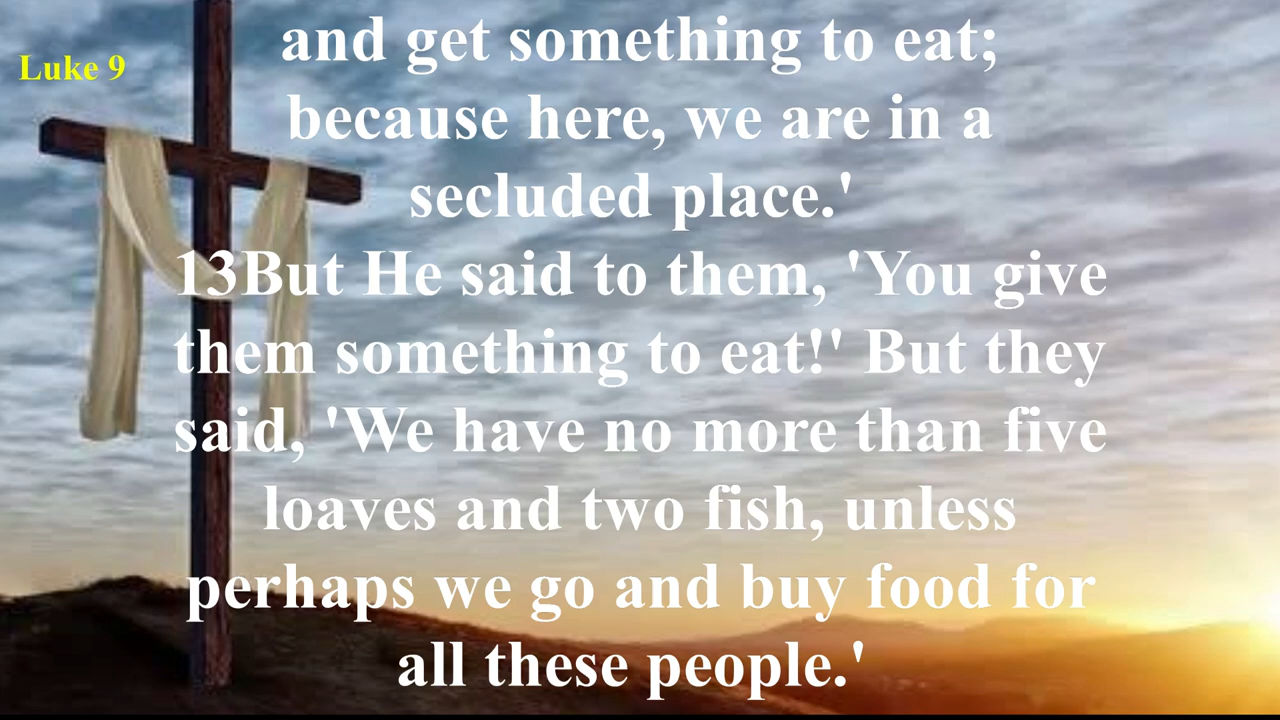 Luke 9
and get something to eat;
because here, we are in a
secluded place.'
13But He said to them, 'You give
them something to eat!' But they
said, 'We have no more than five
loaves and two fish, unless
perhaps we go and buy food for
all these people.'